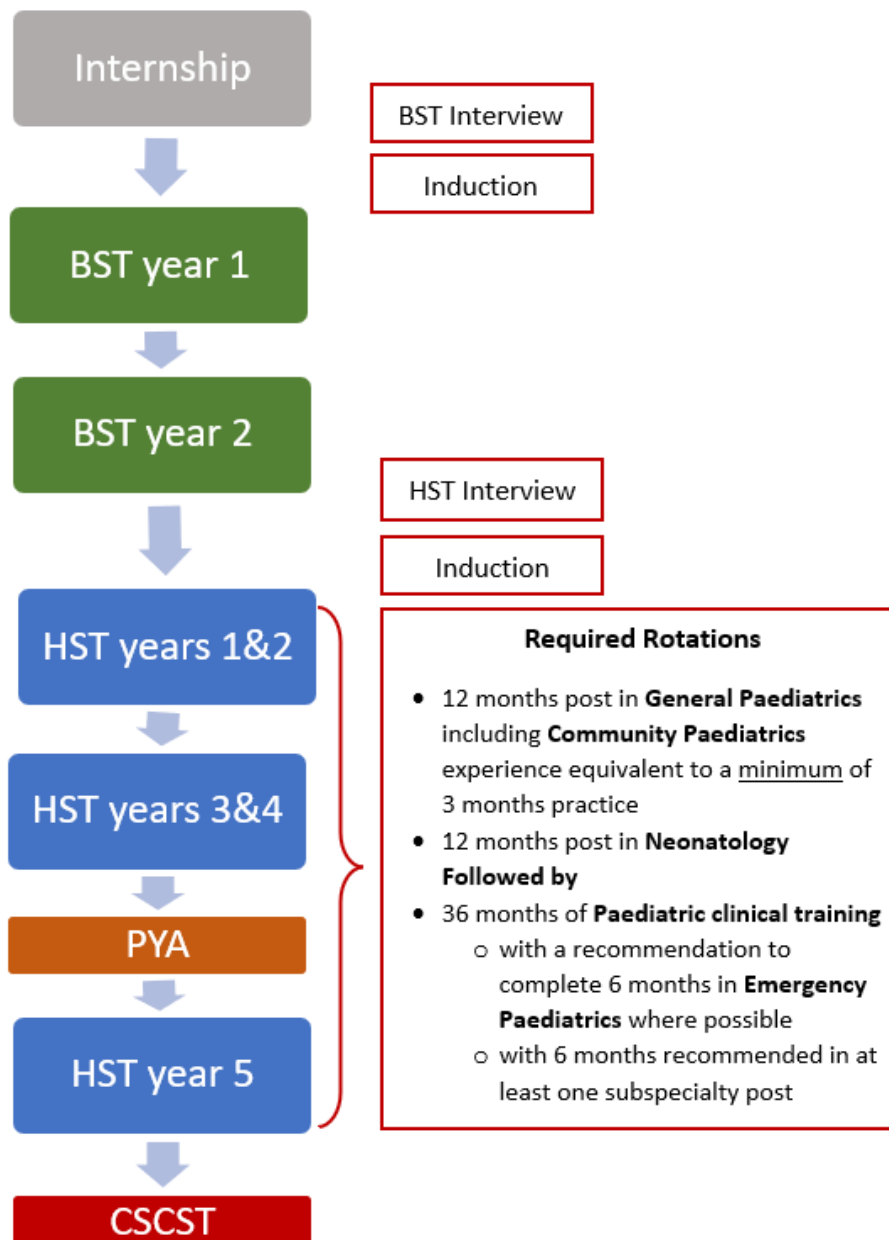 Internship
BST Interview
Induction
BST year 1
BST year 2
HST Interview
Induction
HST years 1&2
HST years 3&4
PYA
HST year 5
CSCST
Required Rotations
• 12 months post in General Paediatrics
including Community Paediatrics
experience equivalent to a minimum of
3 months practice
• 12 months post in Neonatology
Followed by
• 36 months of Paediatric clinical training
o with a recommendation to
complete 6 months in Emergency
Paediatrics where possible
o with 6 months recommended in at
least one subspecialty post